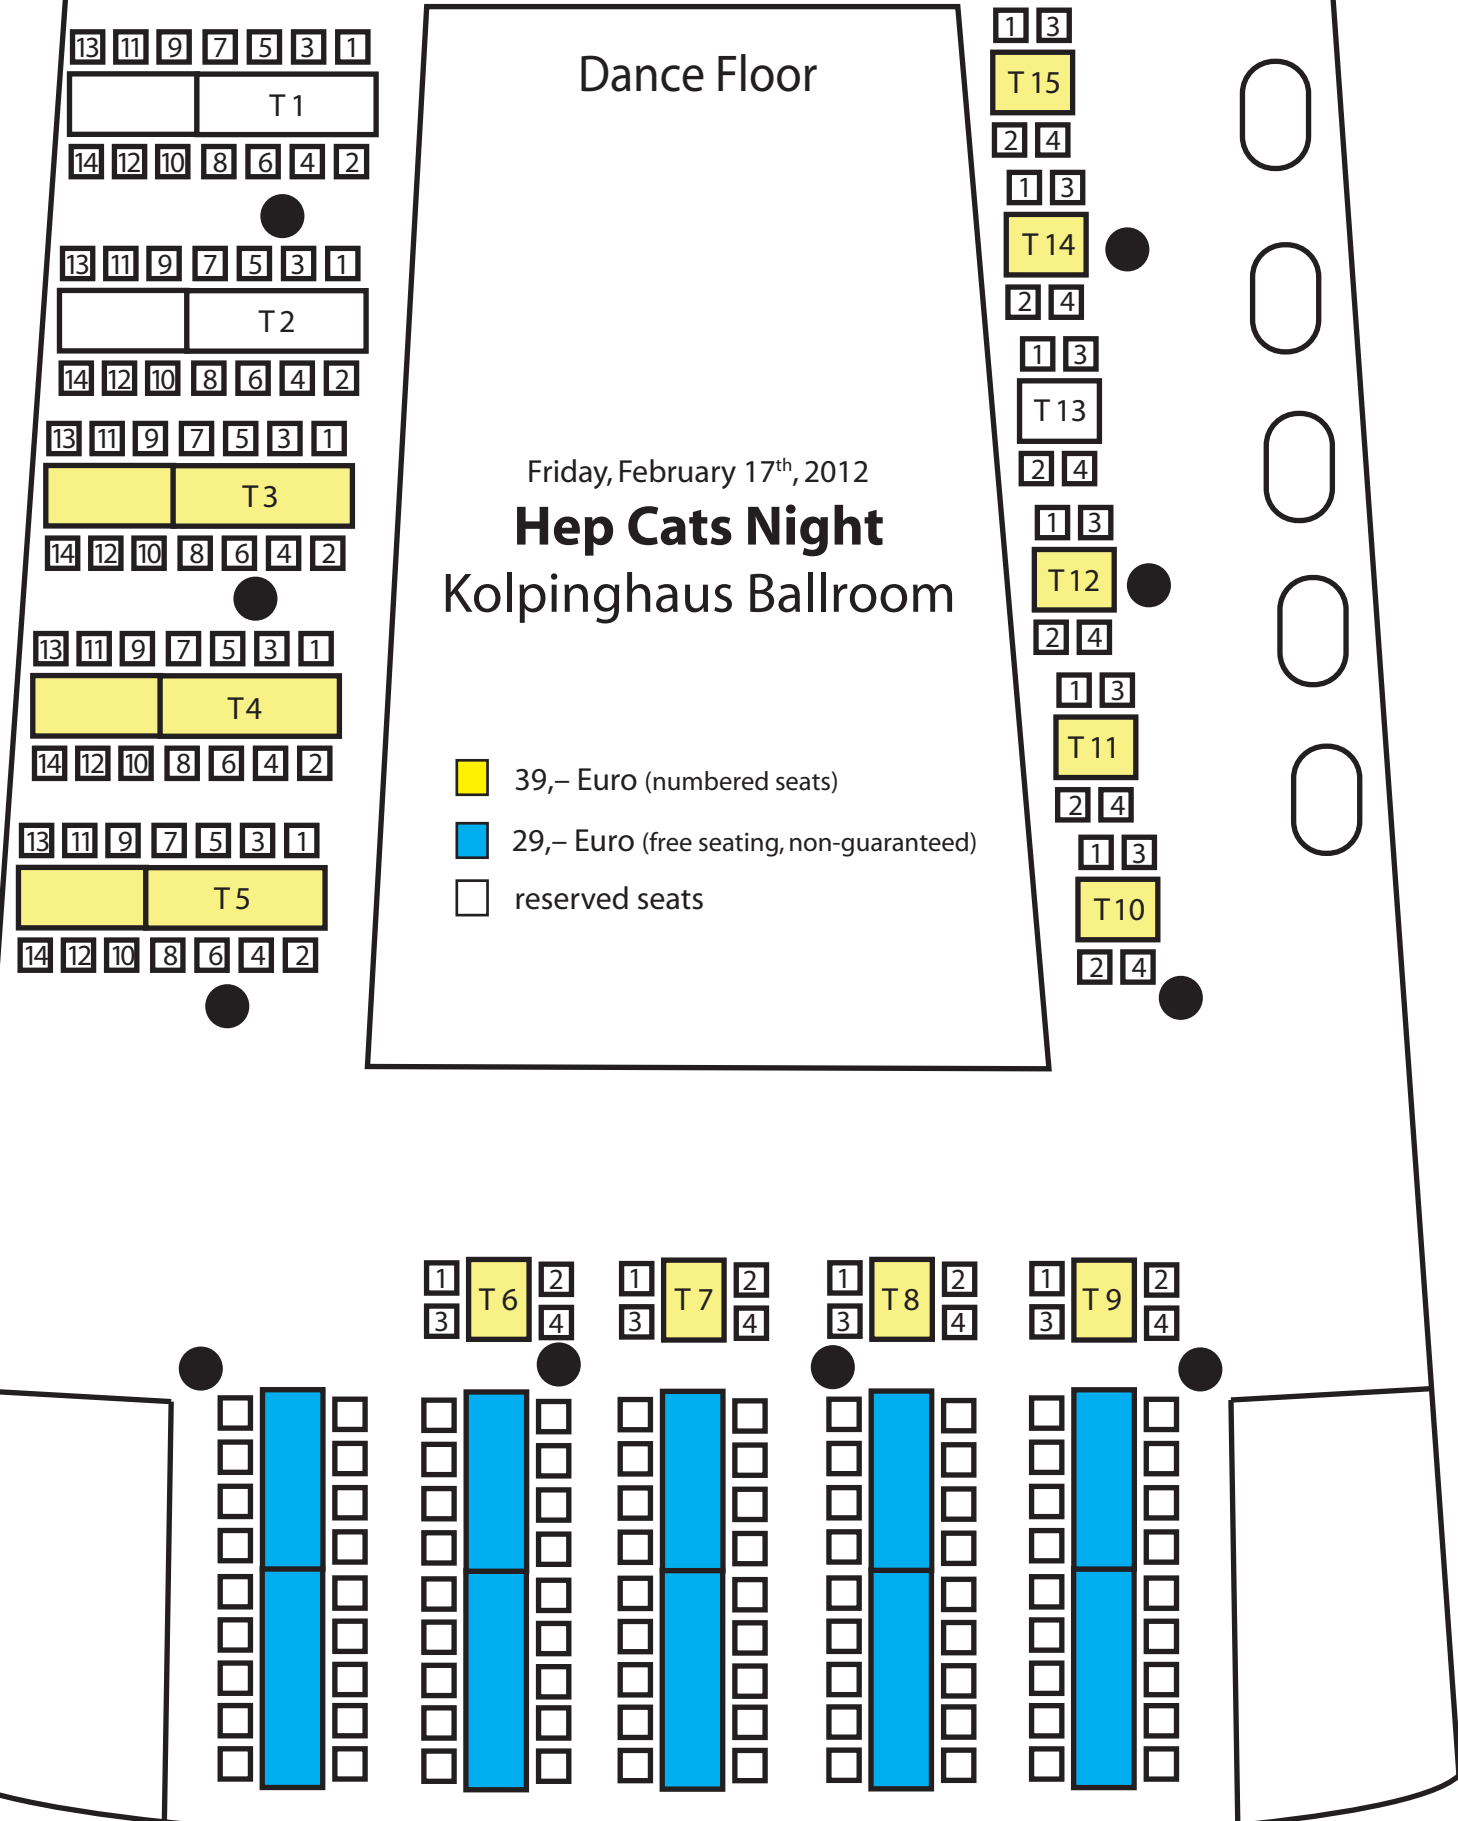 13 11 9 7 5 3 1
T 1
14 12 10 8 6 4 2
13 11 9 7 5 3 1
T 2
14 12 10 8 6 4 2
13 11 9 7 5 3 1
T 3
14 12 10 8 6 4 2
13 11 9 7 5 3 1
T 4
14 12 10 8 6 4 2
13 11 9 7 5 3 1
T 5
14 12 10 8 6 4 2
Dance Floor
Friday, February 17th, 2012
Hep Cats Night
Kolpinghaus Ballroom
39,– Euro (numbered seats)
29,– Euro (free seating, non-guaranteed)
reserved seats
1 3
T 15
2 4
1 3
T 14
2 4
1 3
T 13
2 4
1 3
T 12
2 4
1 3
T 11
2 4
1 3
T 10
2 4
1 T 6 2
3 4
1 T 7 2
3 4
1 T 8 2
3 4
1 T 9 2
3 4